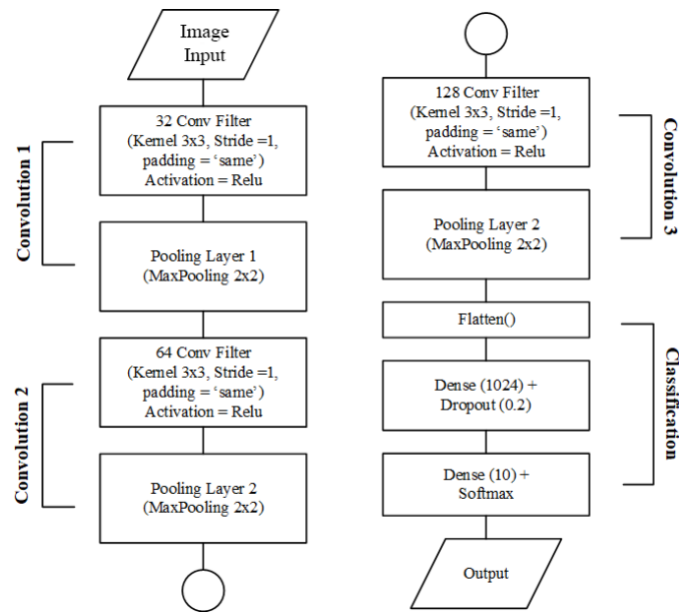 Image
Input
Convolution 1
32 Conv Filter
(Kernel 3x3, Stride =1,
padding = ‘same’)
Activation = Relu
Pooling Layer 1
(MaxPooling 2x2)
Convolution 2
64 Conv Filter
(Kernel 3x3, Stride =1,
padding = ‘same’)
Activation = Relu
Pooling Layer 2
(MaxPooling 2x2)
128 Conv Filter
(Kernel 3x3, Stride =1,
padding = ‘same’)
Activation = Relu
Convolution 3
Pooling Layer 2
(MaxPooling 2x2)
Flatten()
Classification
Dense (1024) +
Dropout (0.2)
Dense (10) +
Softmax
Output